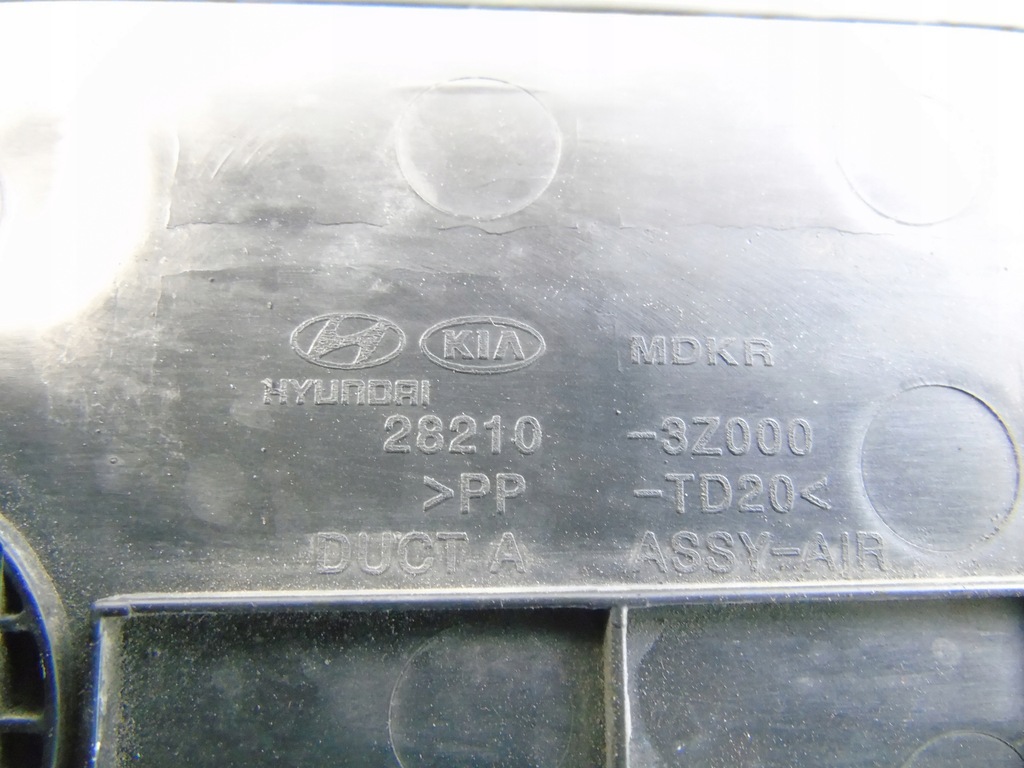 KIA MDKR
HYUNDAI
28210 -3Z000
>PP -TD20<
DUCT A ASSY-AIR